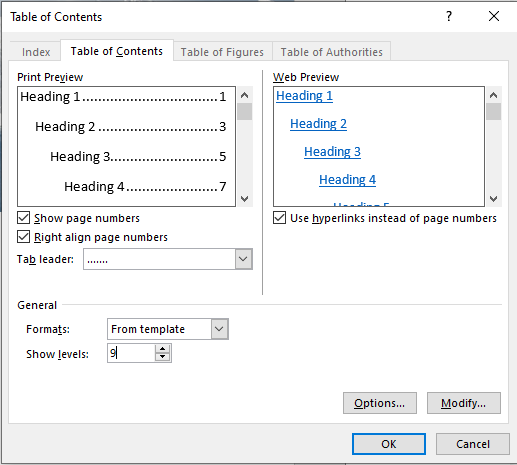 Table of Contents
Index
Table of Contents
Table of Figures
Table of Authorities
Print Preview
Heading 1.................................... 1
Heading 2 ................................ 3
Heading 3............................. 5
Heading 4 ......................... 7
Show page numbers
Right align page numbers
Tab leader: .......
Web Preview
Heading 1
Heading 2
Heading 3
Heading 4
Heading 5
Use hyperlinks instead of page numbers
General
Formats: From template
Show levels: 9
Options... Modify...
OK Cancel